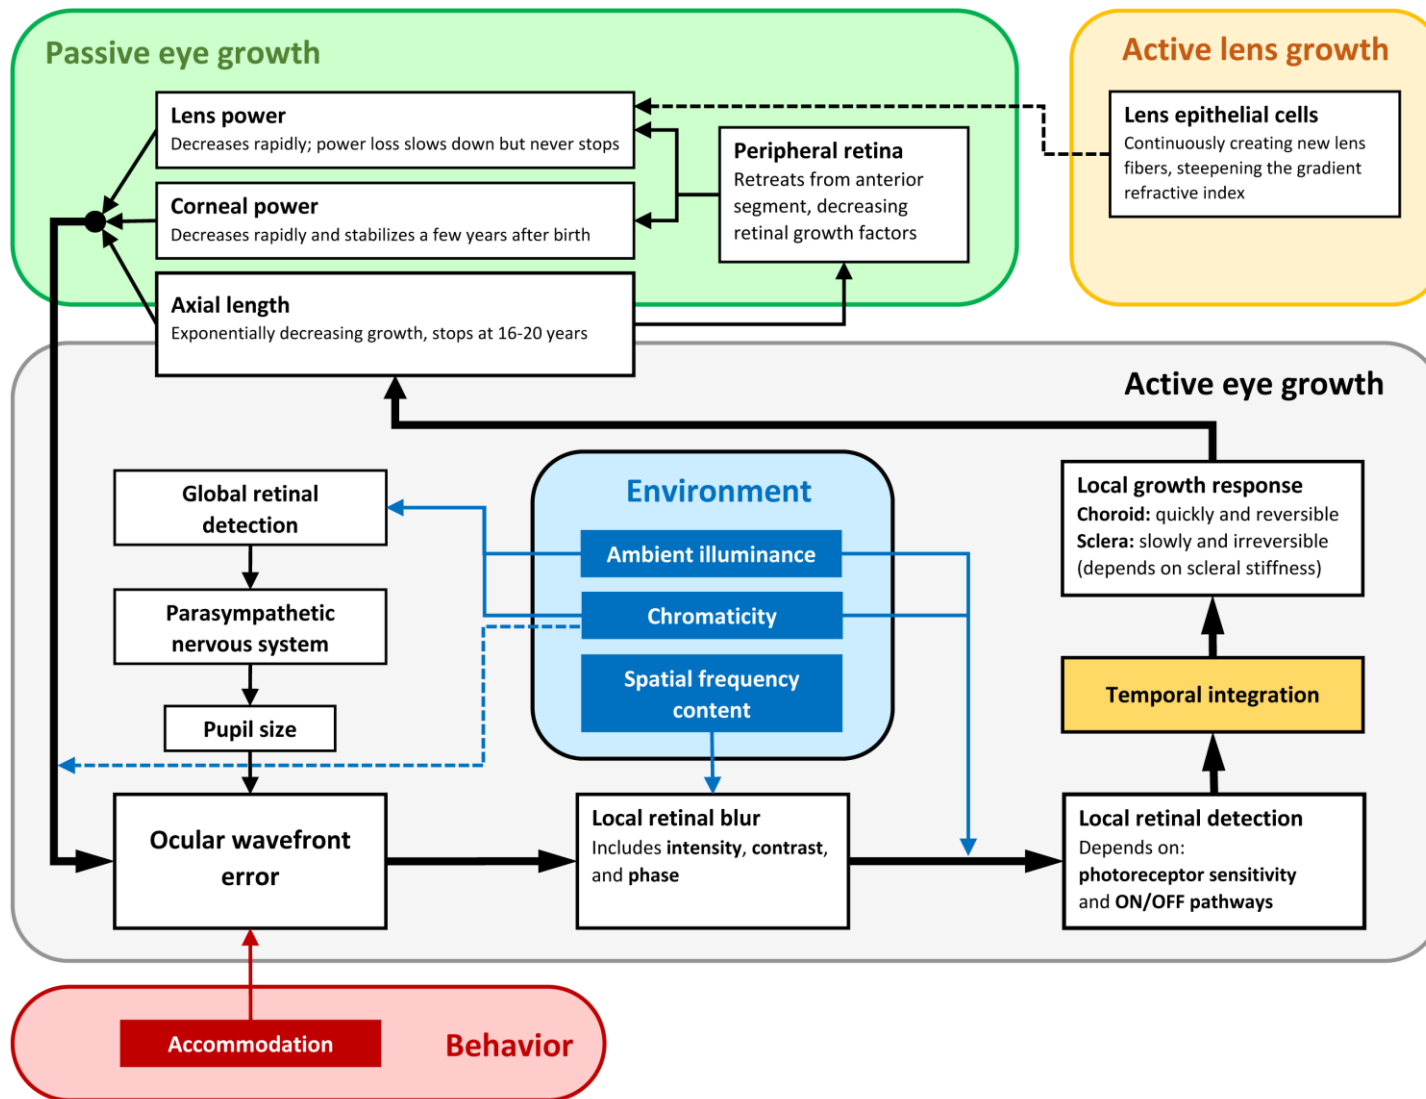 Passive eye growth
Lens power
Decreases rapidly; power loss slows down but never stops
Corneal power
Decreases rapidly and stabilizes a few years after birth
Axial length
Exponentially decreasing growth, stops at 16-20 years
Peripheral retina
Retreats from anterior
segment, decreasing
retinal growth factors
Active lens growth
Lens epithelial cells
Continuously creating new lens
fibers, steepening the gradient
refractive index
Active eye growth
Global retinal
detection
Parasympathetic
nervous system
Pupil size
Ocular wavefront
error
Environment
Ambient illuminance
Chromaticity
Spatial frequency
content
Local retinal blur
Includes intensity, contrast,
and phase
Local growth response
Choroid: quickly and reversible
Sclera: slowly and irreversible
(depends on scleral stiffness)
Temporal integration
Local retinal detection
Depends on:
photoreceptor sensitivity
and ON/OFF pathways
Accommodation
Behavior